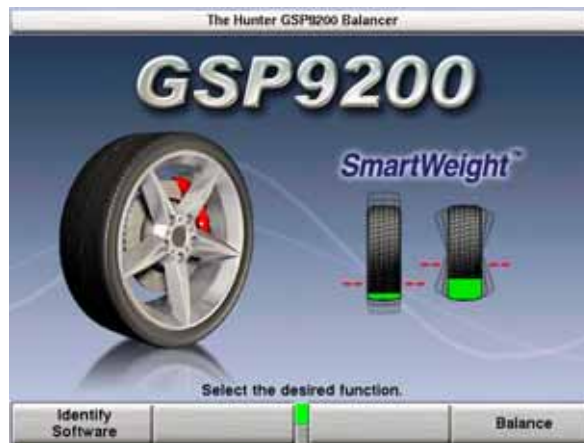 The Hunter GSP9200 Balancer
GSP9200
SmartWeight™
Select the desired function.
Identify
Software
Balance